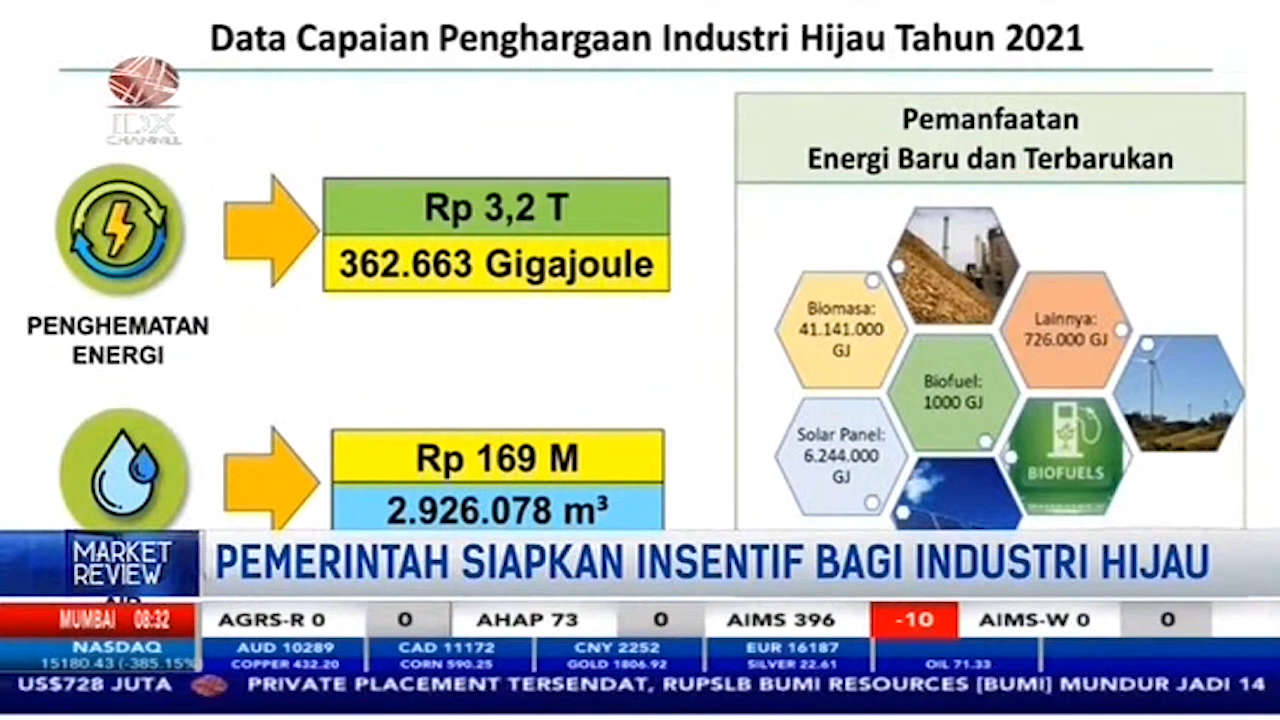 Data Capaian Penghargaan Industri Hijau Tahun 2021
IDX
CHANNEL
PENGHEMATAN
ENERGI
Rp 3,2 T
362.663 Gigajoule
Rp 169 M
2.926.078 m³
Pemanfaatan
Energi Baru dan Terbarukan
Biomasa:
41.141.000
GJ
Lainnya:
726.000 GJ
Biofuel:
1000 GJ
Solar Panel:
6.244.000
GJ
BIOFUELS
MARKET
REVIEW
PEMERINTAH SIAPKAN INSENTIF BAGI INDUSTRI HIJAU
MUMBAI 08:32
AGRS-R 0 0 AHAP 73 0 AIMS 396 -10 AIMS-W 0 0
NASDAQ
15180.43 (-385.15%)
AUD 10289 CAD 11172 CNY 2252 EUR 16187
COPPER 432.20 CORN 590.25 GOLD 1806.92 SILVER 22.61 OIL 71.33
US$728 JUTA PRIVATE PLACEMENT TERSENDAT, RUPSLB BUMI RESOURCES [BUMI] MUNDUR JADI 14